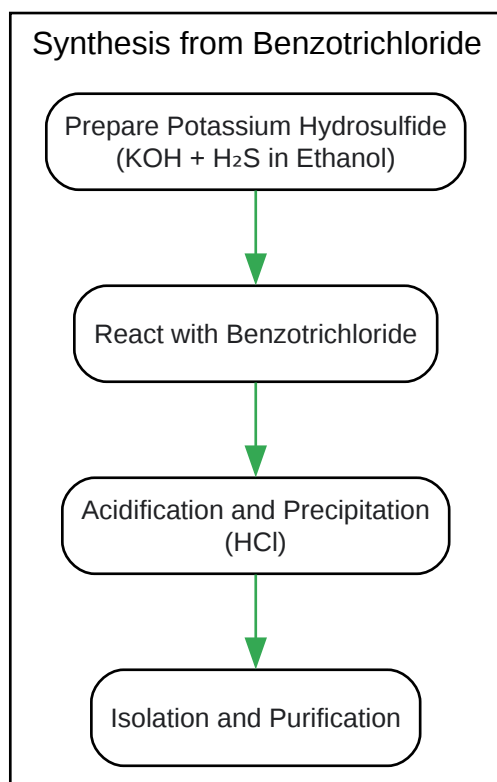 Synthesis from Benzotrichloride
Prepare Potassium Hydrosulfide
(KOH + H₂S in Ethanol)
React with Benzotrichloride
Acidification and Precipitation
(HCl)
Isolation and Purification